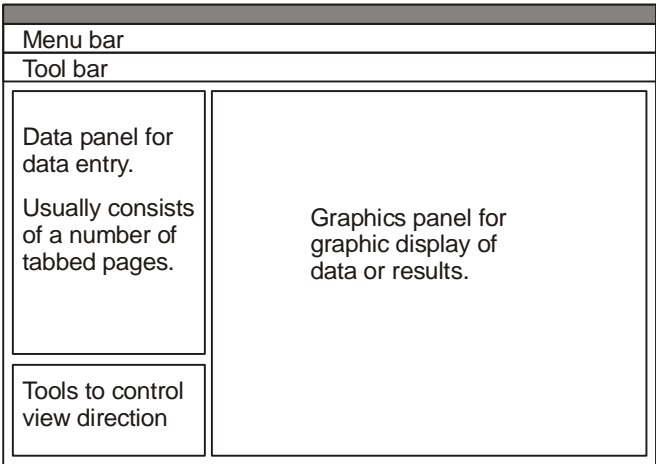 Menu bar
Tool bar
Data panel for
data entry.
Usually consists
of a number of
tabbed pages.
Graphics panel for
graphic display of
data or results.
Tools to control
view direction